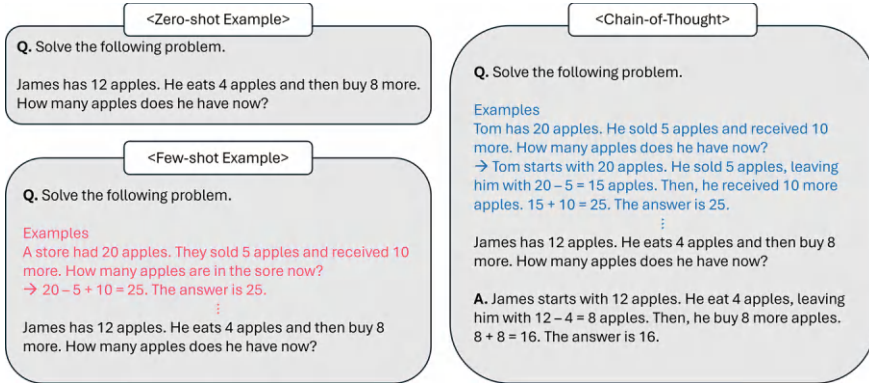 <Zero-shot Example>
Q. Solve the following problem.
James has 12 apples. He eats 4 apples and then buy 8 more.
How many apples does he have now?
<Few-shot Example>
Q. Solve the following problem.
Examples
A store had 20 apples. They sold 5 apples and received 10
more. How many apples are in the sore now?
→ 20 – 5 + 10 = 25. The answer is 25.
⋮
James has 12 apples. He eats 4 apples and then buy 8
more. How many apples does he have now?
<Chain-of-Thought>
Q. Solve the following problem.
Examples
Tom has 20 apples. He sold 5 apples and received 10
more. How many apples does he have now?
→ Tom starts with 20 apples. He sold 5 apples, leaving
him with 20 – 5 = 15 apples. Then, he received 10 more
apples. 15 + 10 = 25. The answer is 25.
⋮
James has 12 apples. He eats 4 apples and then buy 8
more. How many apples does he have now?
A. James starts with 12 apples. He eat 4 apples, leaving
him with 12 – 4 = 8 apples. Then, he buy 8 more apples.
8 + 8 = 16. The answer is 16.